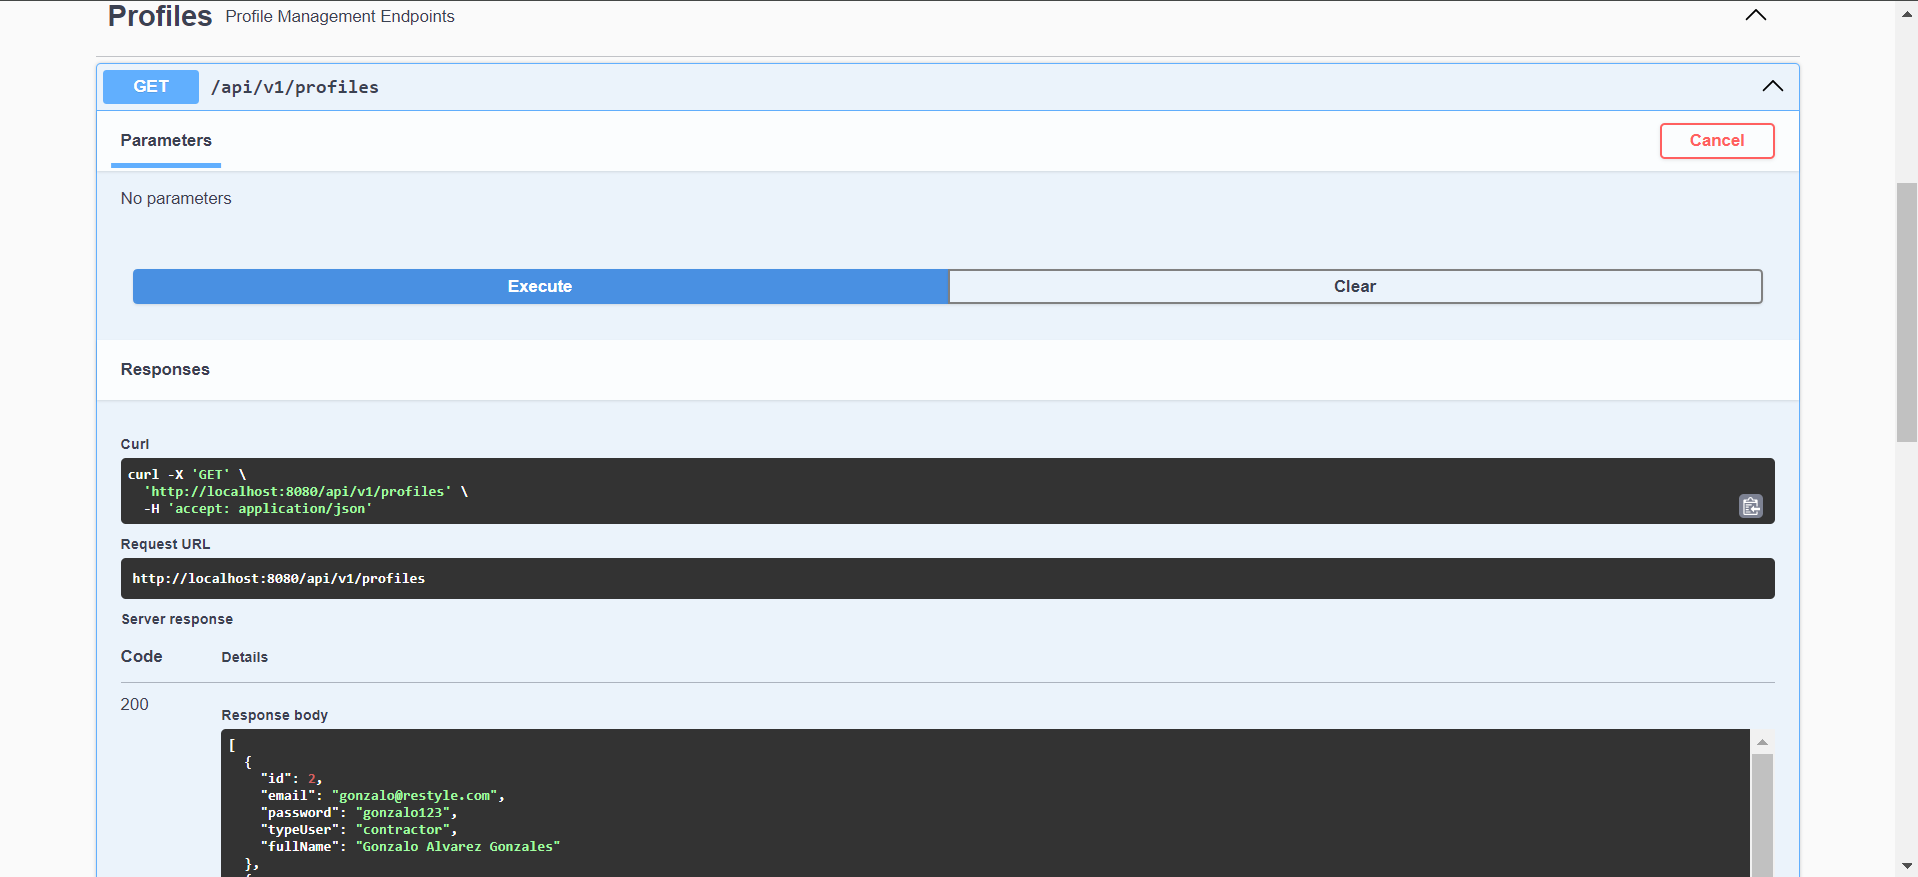 Profiles Profile Management Endpoints
GET /api/v1/profiles
Parameters Cancel
No parameters
Execute Clear
Responses
Curl
curl -X 'GET' \
  'http://localhost:8080/api/v1/profiles' \
  -H 'accept: application/json'
Request URL
http://localhost:8080/api/v1/profiles
Server response
Code Details
200
Response body
[
  {
    "id": 2,
    "email": "gonzalo@restyle.com",
    "password": "gonzalo123",
    "typeUser": "contractor",
    "fullName": "Gonzalo Alvarez Gonzales"
  },